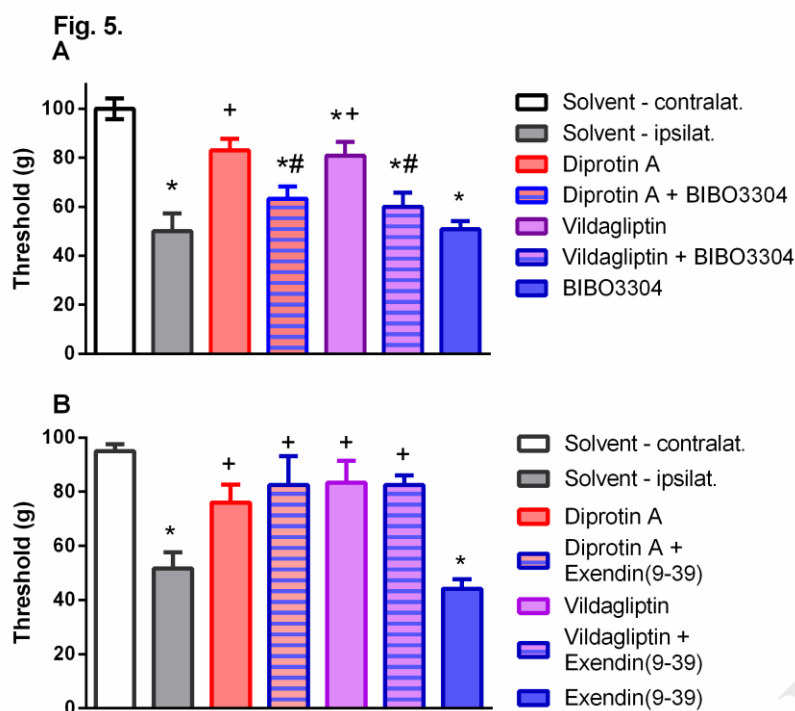 Fig. 5.
A
Threshold (g)
100
80
60
40
20
0
*
+
*#
*+
*#
*
Solvent - contralat.
Solvent - ipsilat.
Diprotin A
Diprotin A + BIBO3304
Vildagliptin
Vildagliptin + BIBO3304
BIBO3304
B
Threshold (g)
100
80
60
40
20
0
*
+
+
+
+
*
Solvent - contralat.
Solvent - ipsilat.
Diprotin A
Diprotin A +
Exendin(9-39)
Vildagliptin
Vildagliptin +
Exendin(9-39)
Exendin(9-39)